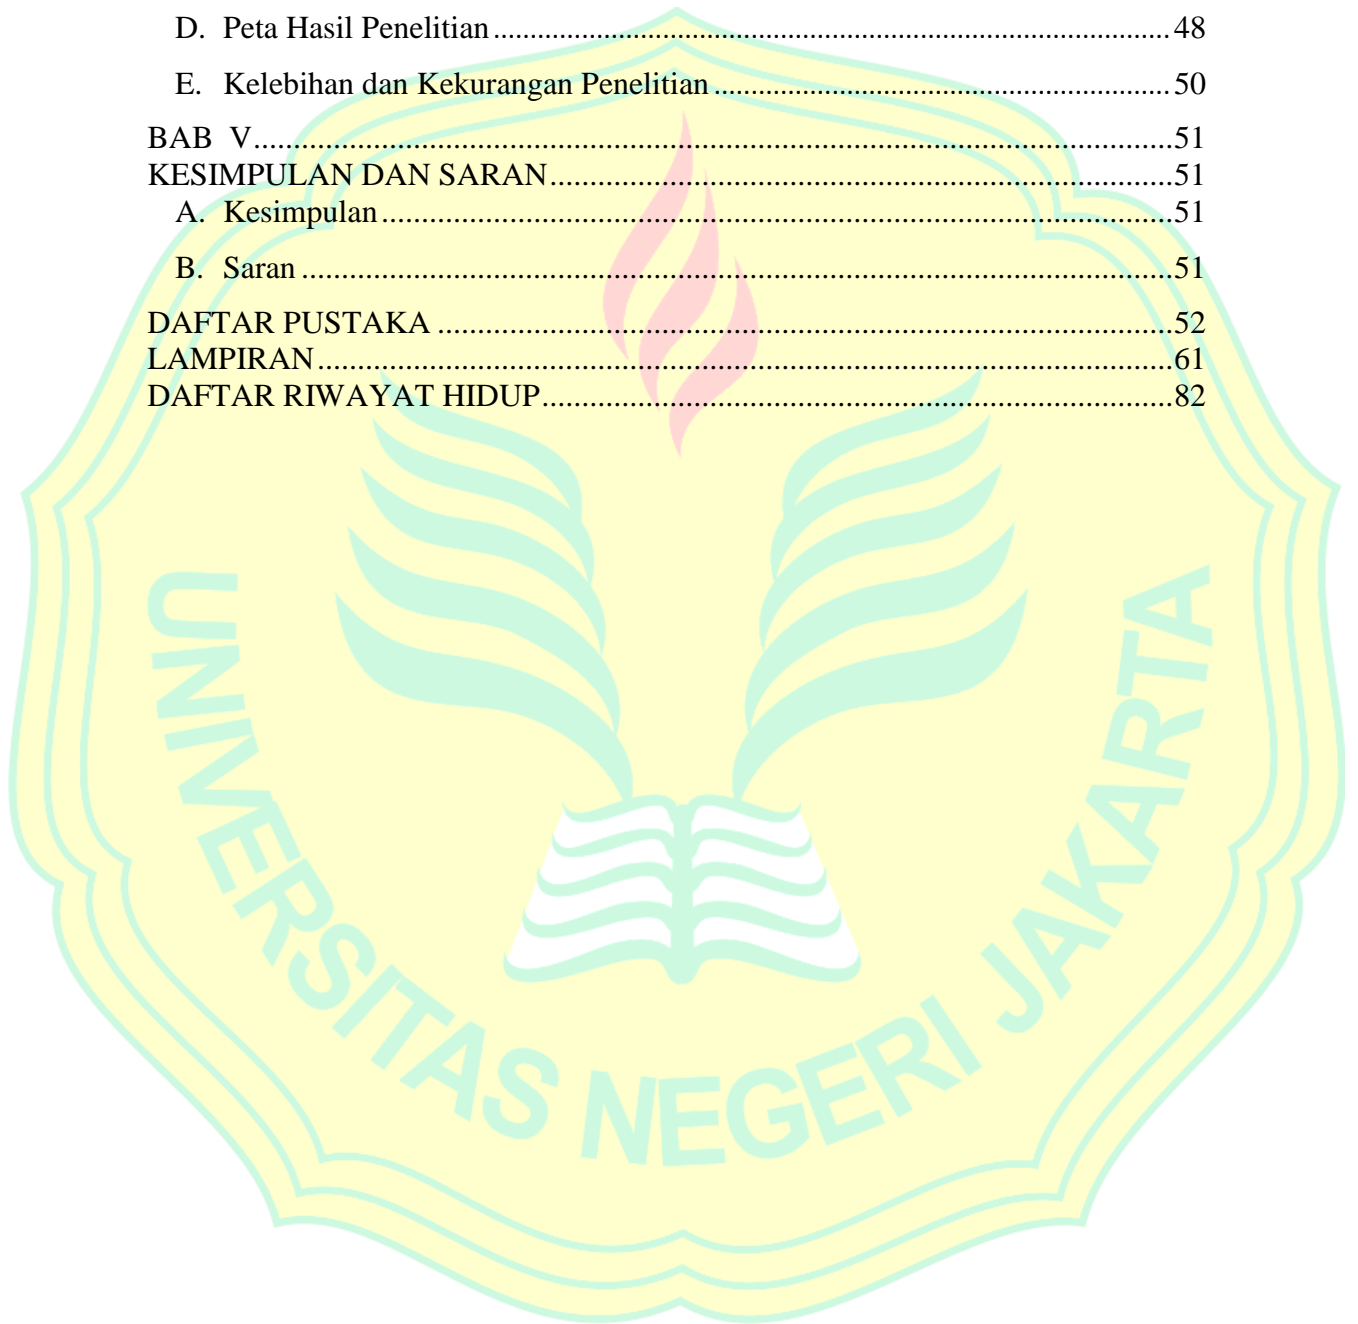 D. Peta Hasil Penelitian........................................................................................48
E. Kelebihan dan Kekurangan Penelitian...........................................................50
BAB V......................................................................................................................51
KESIMPULAN DAN SARAN................................................................................51
A. Kesimpulan......................................................................................................51
B. Saran................................................................................................................51
DAFTAR PUSTAKA..............................................................................................52
LAMPIRAN.............................................................................................................61
DAFTAR RIWAYAT HIDUP.................................................................................82
UNIVERSITAS NEGERI JAKARTA